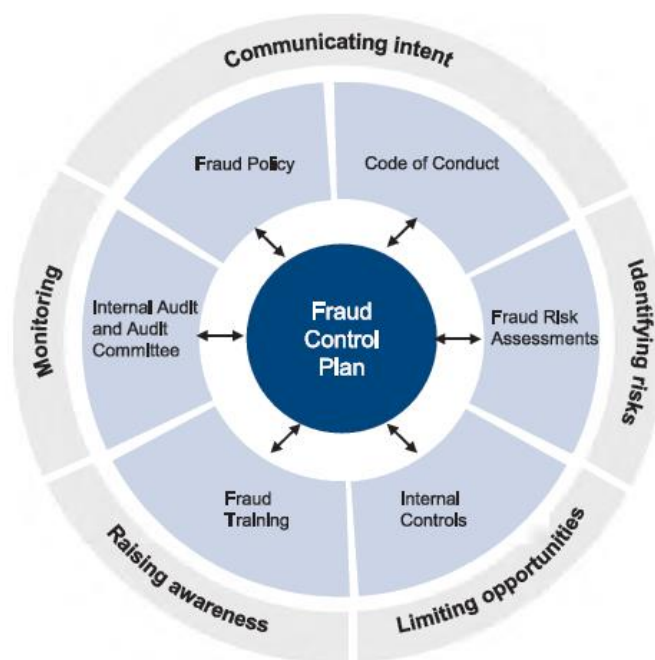 Communicating intent
Fraud Policy
Code of Conduct
Monitoring
Internal Audit
and Audit
Committee
Fraud
Control
Plan
Fraud Risk
Assessments
Identifying risks
Fraud
Training
Internal
Controls
Raising awareness
Limiting opportunities